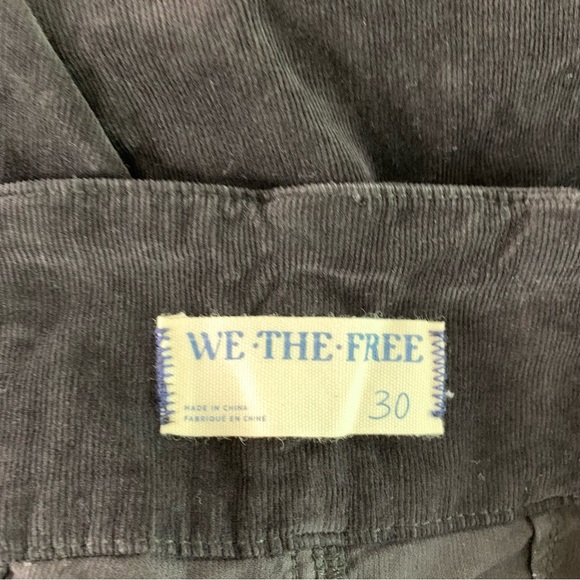 WE·THE·FREE
MADE IN CHINA
FABRIQUÉ EN CHINE
30